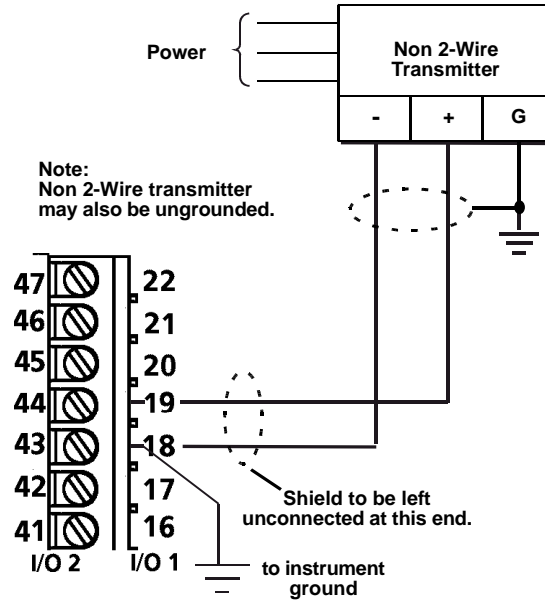 Power
Non 2-Wire
Transmitter
- + G
Note:
Non 2-Wire transmitter
may also be ungrounded.
47 22
46 21
45 20
44 19
43 18
42 17
41 16
I/O 2 I/O 1
Shield to be left
unconnected at this end.
to instrument
ground